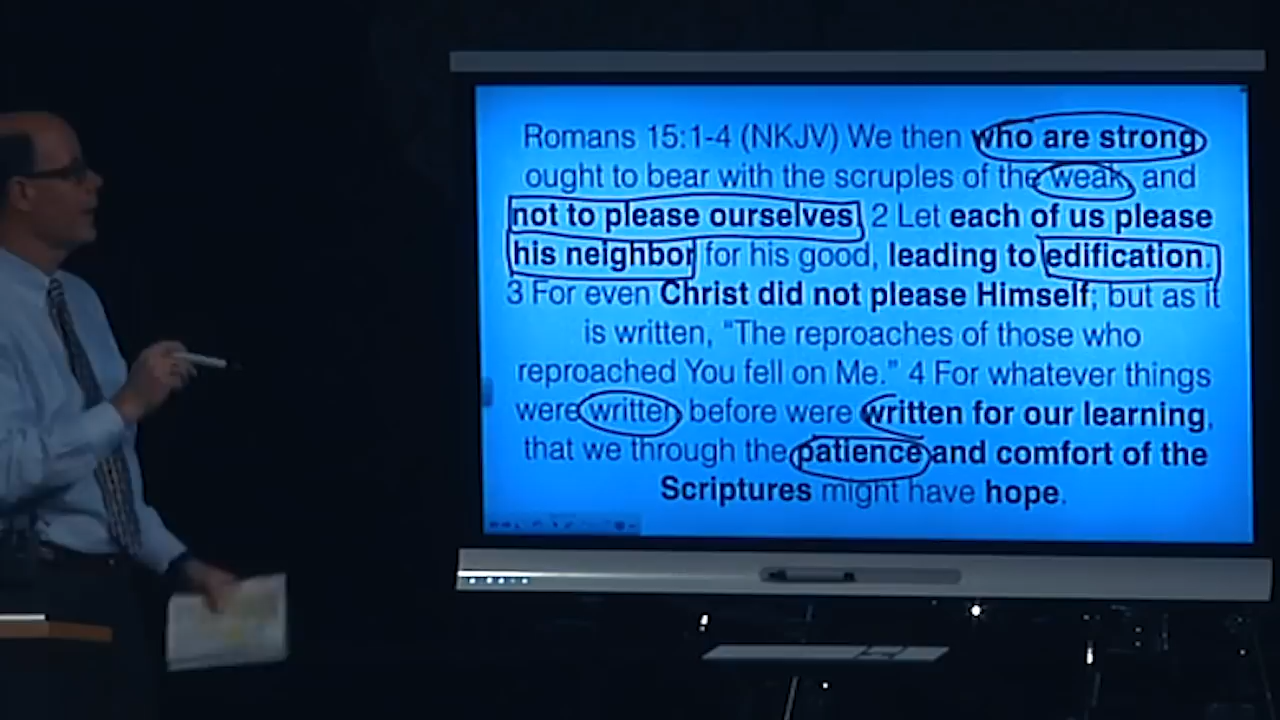 Romans 15:1-4 (NKJV) We then who are strong
ought to bear with the scruples of the weak, and
not to please ourselves. 2 Let each of us please
his neighbor for his good, leading to edification.
3 For even Christ did not please Himself; but as it
is written, “The reproaches of those who
reproached You fell on Me.” 4 For whatever things
were written before were written for our learning,
that we through the patience and comfort of the
Scriptures might have hope.